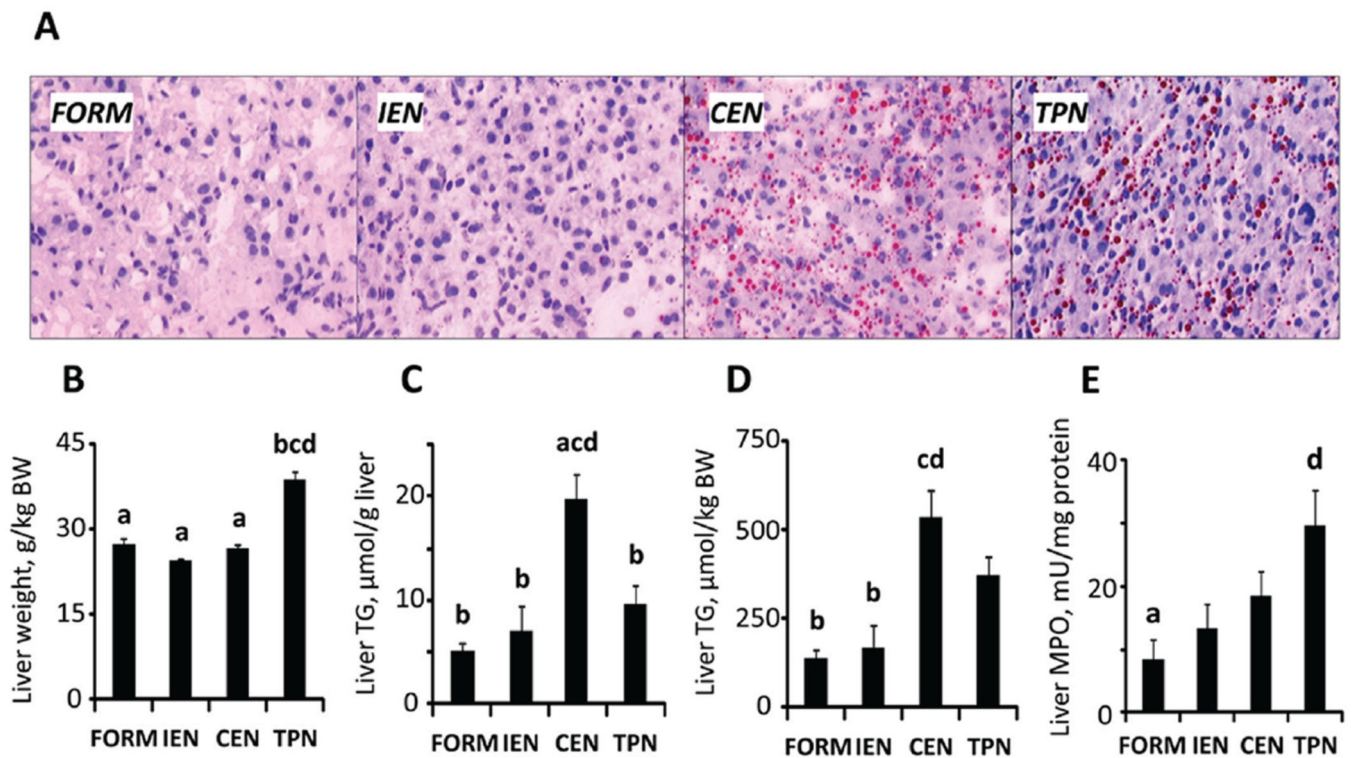 A
FORM IEN CEN TPN
B
Liver weight, g/kg BW
45
30
15
0
a a a bcd
FORM IEN CEN TPN
C
Liver TG, µmol/g liver
20
10
0
b b acd b
FORM IEN CEN TPN
D
Liver TG, µmol/kg BW
750
500
250
0
b b cd
FORM IEN CEN TPN
E
Liver MPO, mU/mg protein
40
20
0
a d
FORM IEN CEN TPN